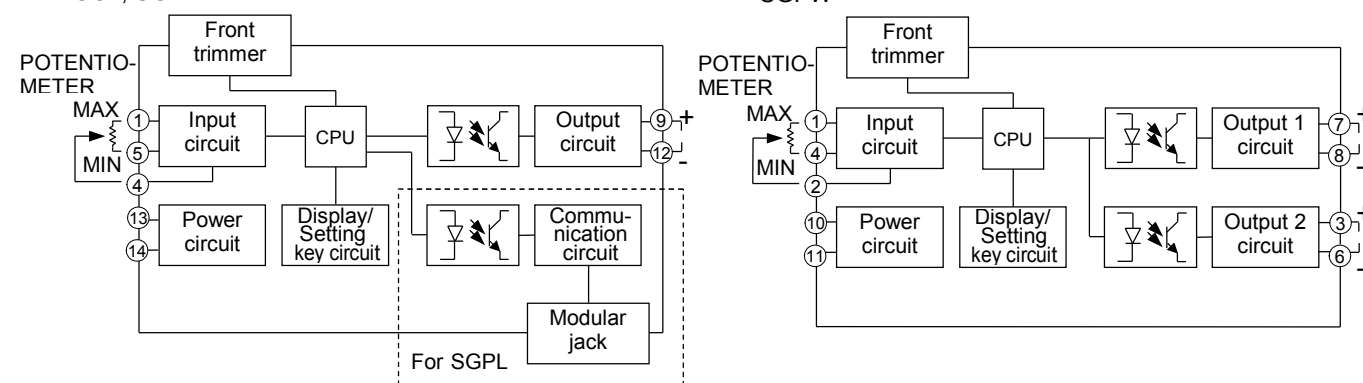 POTENTIO-
METER
Front
trimmer
MAX
MIN
1
5
4
13
14
Input
circuit
CPU
Output
circuit
9
12
+
-
Power
circuit
Display/
Setting
key circuit
Commu-
nication
circuit
Modular
jack
For SGPL
POTENTIO-
METER
Front
trimmer
MAX
MIN
1
4
2
10
11
Input
circuit
CPU
Output 1
circuit
7
8
+
-
Power
circuit
Display/
Setting
key circuit
Output 2
circuit
3
6
+
-